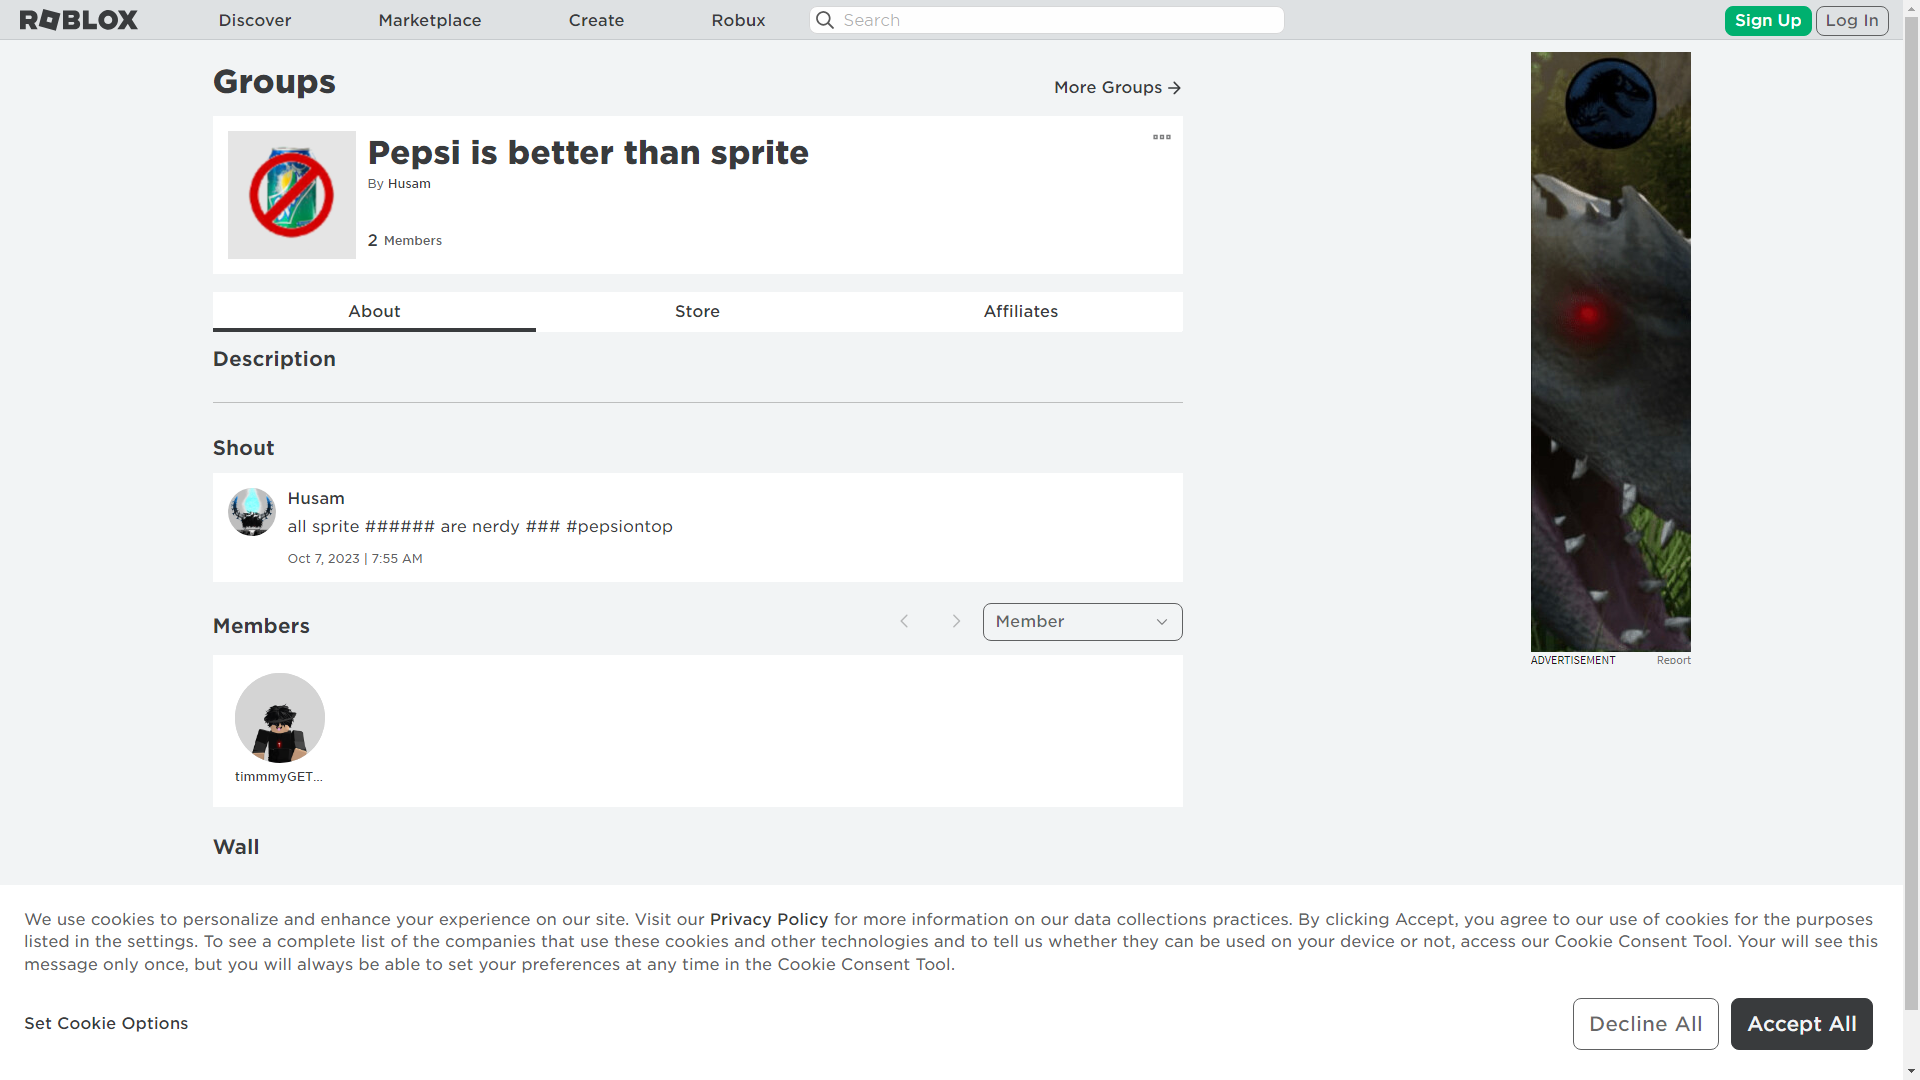 ROBLOX
Discover
Marketplace
Create
Robux
Search
Sign Up
Log In
Groups
More Groups
Pepsi is better than sprite
By Husam
2 Members
About
Store
Affiliates
Description
Shout
Husam
all sprite ###### are nerdy ### #pepsiontop
Oct 7, 2023 | 7:55 AM
Members
Member
timmmyGET...
ADVERTISEMENT
Report
Wall
We use cookies to personalize and enhance your experience on our site. Visit our Privacy Policy for more information on our data collections practices. By clicking Accept, you agree to our use of cookies for the purposes
listed in the settings. To see a complete list of the companies that use these cookies and other technologies and to tell us whether they can be used on your device or not, access our Cookie Consent Tool. Your will see this
message only once, but you will always be able to set your preferences at any time in the Cookie Consent Tool.
Set Cookie Options
Decline All
Accept All